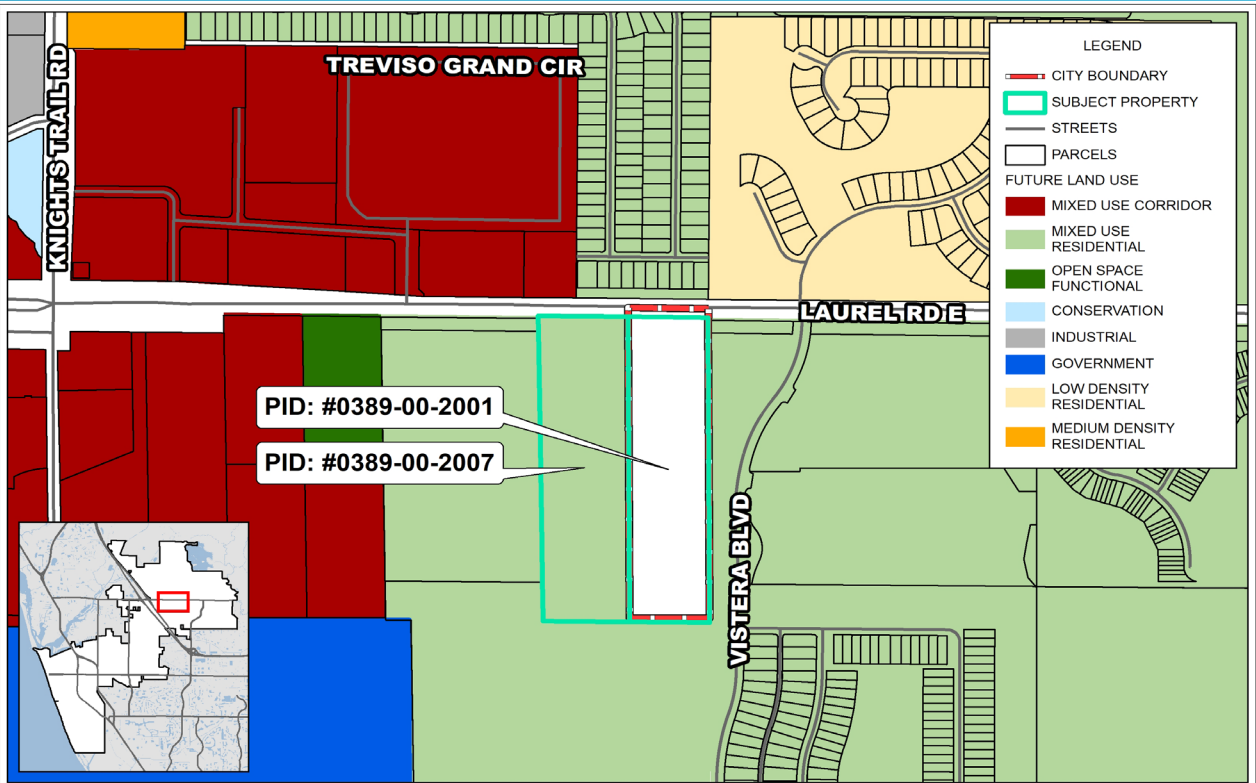 KNIGHTS TRAIL RD
TREVISO GRAND CIR
LAUREL RD E
PID: #0389-00-2001
PID: #0389-00-2007
VISTERA BLVD
LEGEND
CITY BOUNDARY
SUBJECT PROPERTY
STREETS
PARCELS
FUTURE LAND USE
MIXED USE CORRIDOR
MIXED USE
RESIDENTIAL
OPEN SPACE
FUNCTIONAL
CONSERVATION
INDUSTRIAL
GOVERNMENT
LOW DENSITY
RESIDENTIAL
MEDIUM DENSITY
RESIDENTIAL